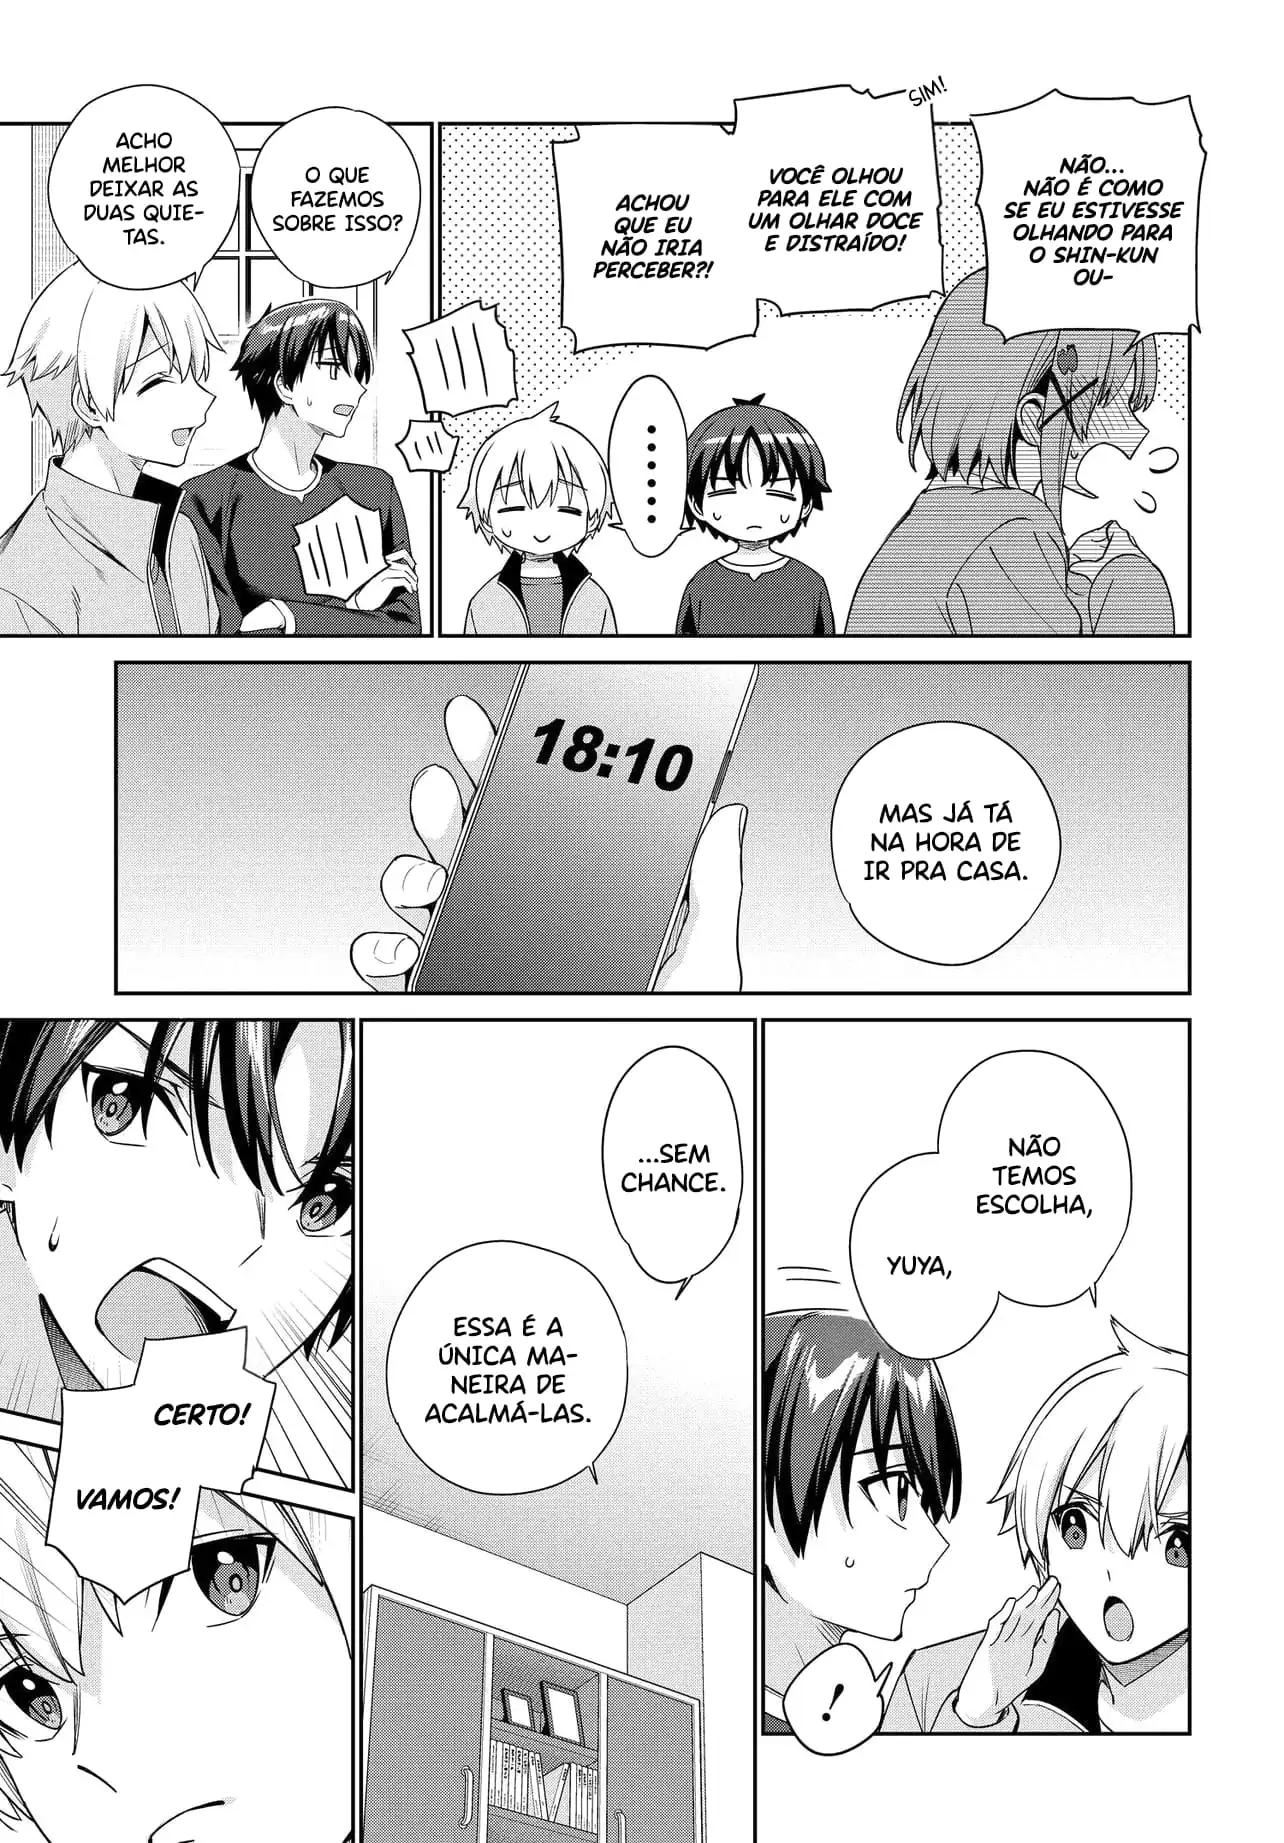 NÃO...
NÃO É COMO
SE EU ESTIVESSE
OLHANDO PARA
O SHIN-KUN
OU-
SIM!
VOCÊ OLHOU
PARA ELE COM
UM OLHAR DOCE
E DISTRAÍDO!
ACHOU
QUE EU
NÃO IRIA
PERCEBER?!
O QUE
FAZEMOS
SOBRE ISSO?
ACHO
MELHOR
DEIXAR AS
DUAS QUIE-
TAS.
18:10
MAS JÁ TÁ
NA HORA DE
IR PRA CASA.
NÃO
TEMOS
ESCOLHA,
YUYA,
!
...SEM
CHANCE.
ESSA É A
ÚNICA MA-
NEIRA DE
ACALMÁ-LAS.
CERTO!
VAMOS!